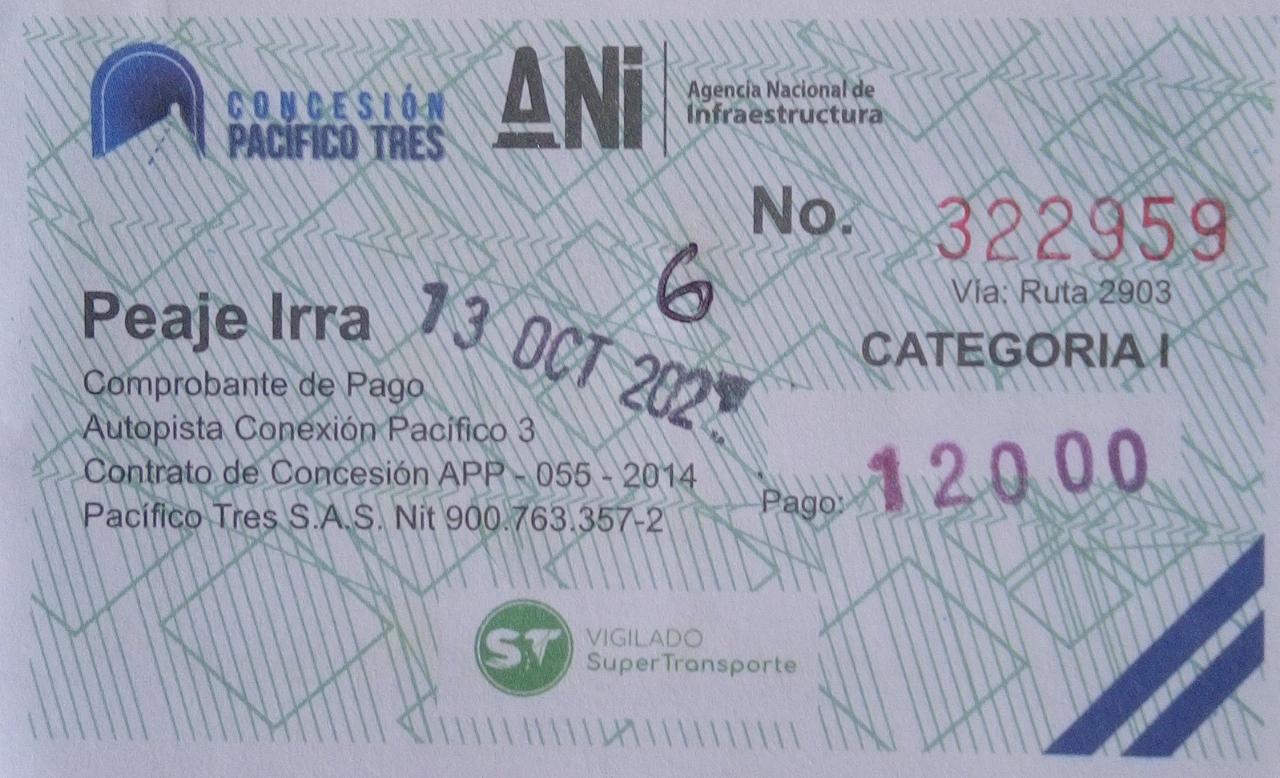 CONCESIÓN
PACÍFICO TRES
ANi
Agencia Nacional de
Infraestructura
No. 322959
Vía: Ruta 2903
CATEGORIA I
6
Peaje Irra
13 OCT
Comprobante de Pago
Autopista Conexión Pacífico 3
Contrato de Concesión APP - 055 - 2014
Pacífico Tres S.A.S. Nit 900.763.357-2
Pago: 12000
ST
VIGILADO
SuperTransporte